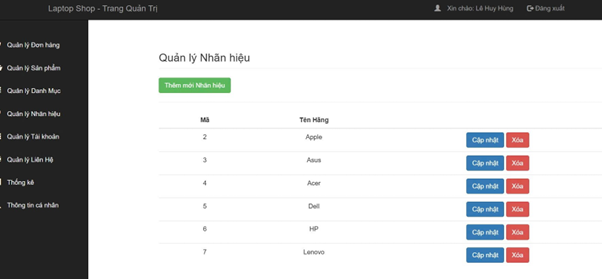 Laptop Shop - Trang Quản Trị
Xin chào: Lê Huy Hùng
Đăng xuất
Quản lý Đơn hàng
Quản lý Sản phẩm
Quản lý Danh Mục
Quản lý Nhãn hiệu
Quản lý Tài khoản
Quản lý Liên Hệ
Thống kê
Thông tin cá nhân
Quản lý Nhãn hiệu
Thêm mới Nhãn hiệu
Mã Tên Hãng
2 Apple Cập nhật Xóa
3 Asus Cập nhật Xóa
4 Acer Cập nhật Xóa
5 Dell Cập nhật Xóa
6 HP Cập nhật Xóa
7 Lenovo Cập nhật Xóa